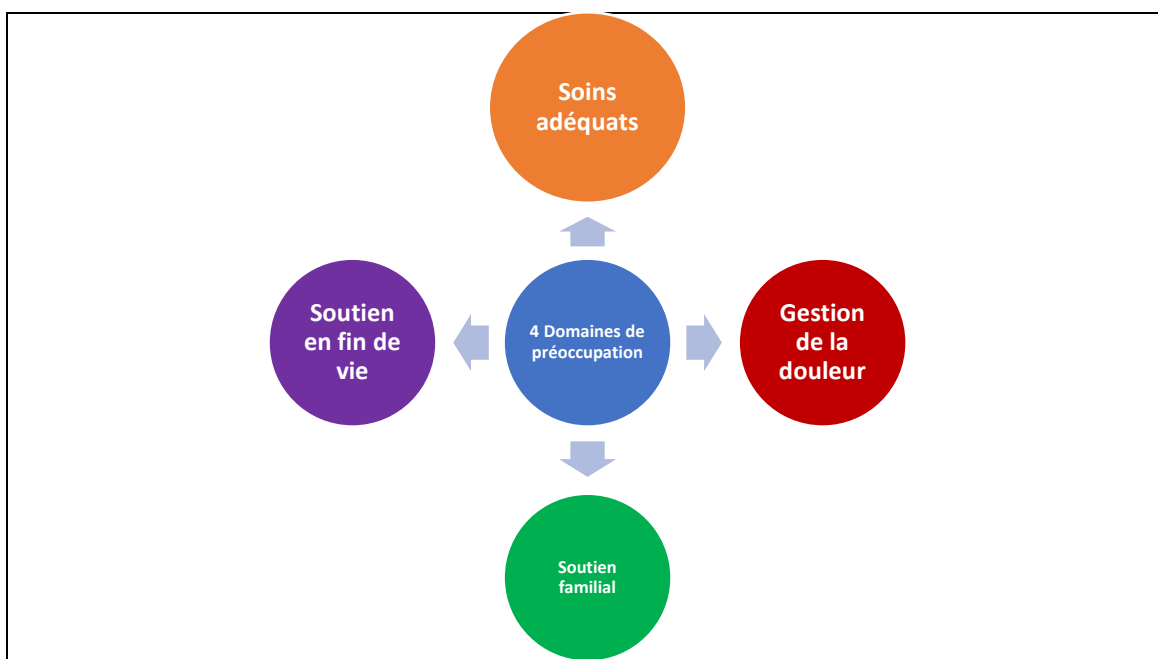 Soins
adéquats
Soutien
en fin de
vie
4 Domaines de
préoccupation
Gestion
de la
douleur
Soutien
familial